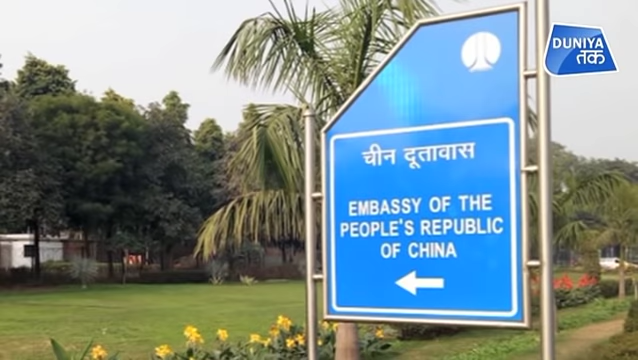 DUNIYA
तक
चीन दूतावास
EMBASSY OF THE
PEOPLE'S REPUBLIC
OF CHINA